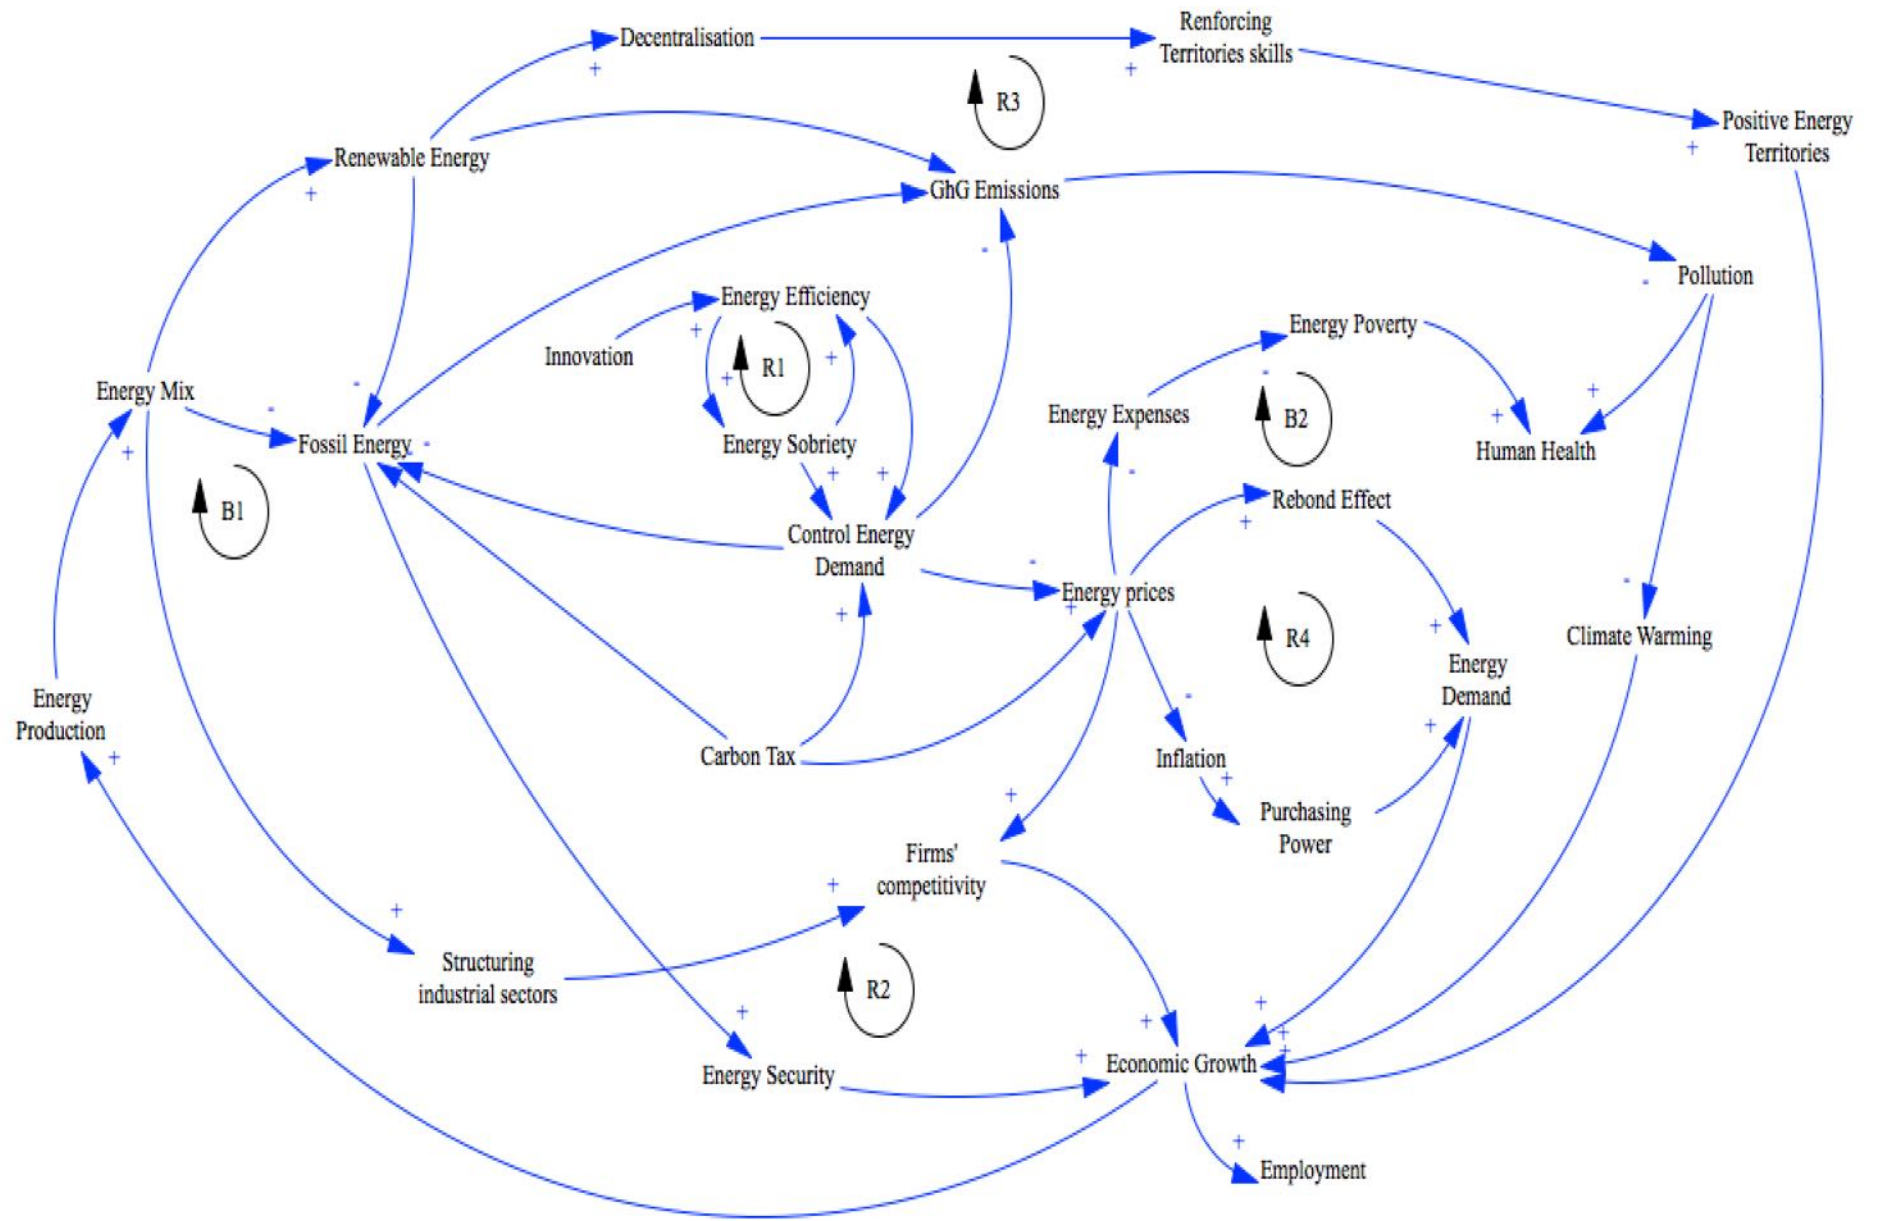 Decentralisation
Renforcing
Territories skills
+
+
R3
Positive Energy
Territories
+
Renewable Energy
+
GhG Emissions
-
Pollution
-
Energy Efficiency
+
Innovation
R1
+
+
Energy Poverty
-
Energy Mix
+
-
-
Fossil Energy
-
-
Energy Sobriety
+
+
Energy Expenses
-
B2
+
+
Human Health
B1
Rebond Effect
+
Control Energy
Demand
+
-
Energy prices
+
R4
+
-
Climate Warming
Energy
Demand
+
Energy
Production
+
Carbon Tax
-
Inflation
+
Purchasing
Power
+
Firms'
competitivity
+
+
Structuring
industrial sectors
R2
+
Energy Security
+
+
Economic Growth
+
+
+
+
Employment